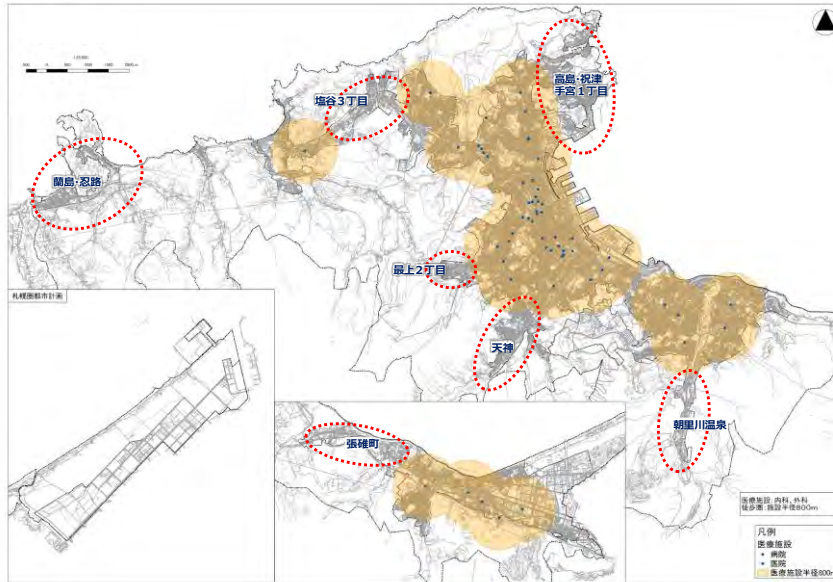 高島・祝津
手宮1丁目
塩谷3丁目
蘭島・忍路
最上2丁目
札幌圏都市計画
天神
朝里川温泉
張碓町
医療施設:内科、外科
徒歩圏:施設半径800m
凡例
医療施設
病院
医院
医療施設半径800m